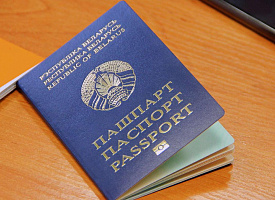 РЭСПУБЛІКА БЕЛАРУСЬ
РЕСПУБЛИКА БЕЛАРУСЬ
REPUBLIC OF BELARUS
ПАШПАРТ
ПАСПОРТ
PASSPORT